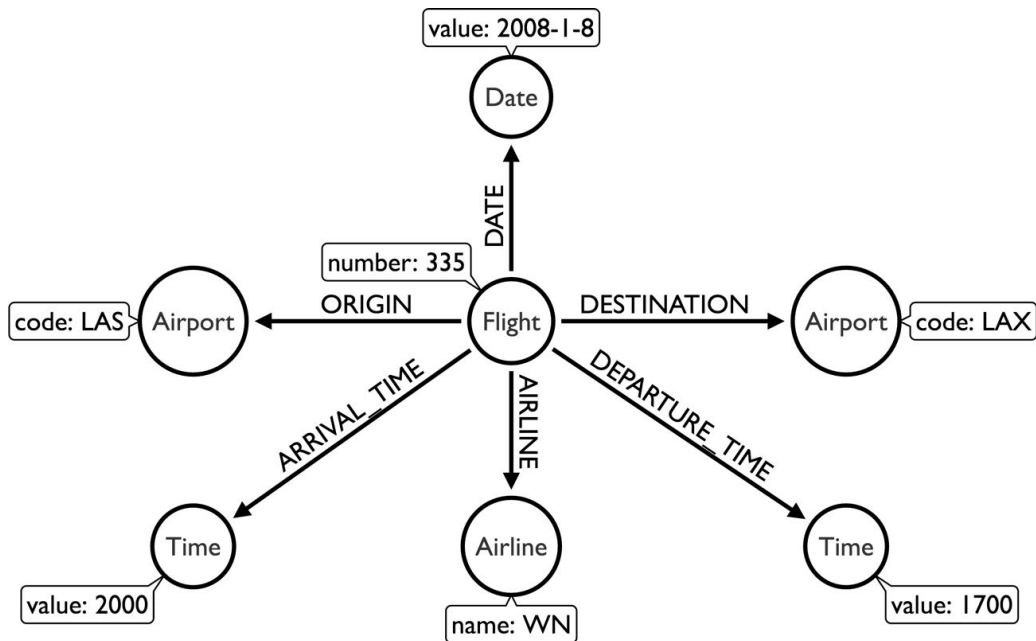 value: 2008-1-8
Date
DATE
number: 335
code: LAS
Airport
ORIGIN
Flight
DESTINATION
Airport
code: LAX
ARRIVAL_TIME
AIRLINE
DEPARTURE_TIME
Time
Airline
Time
value: 2000
name: WN
value: 1700